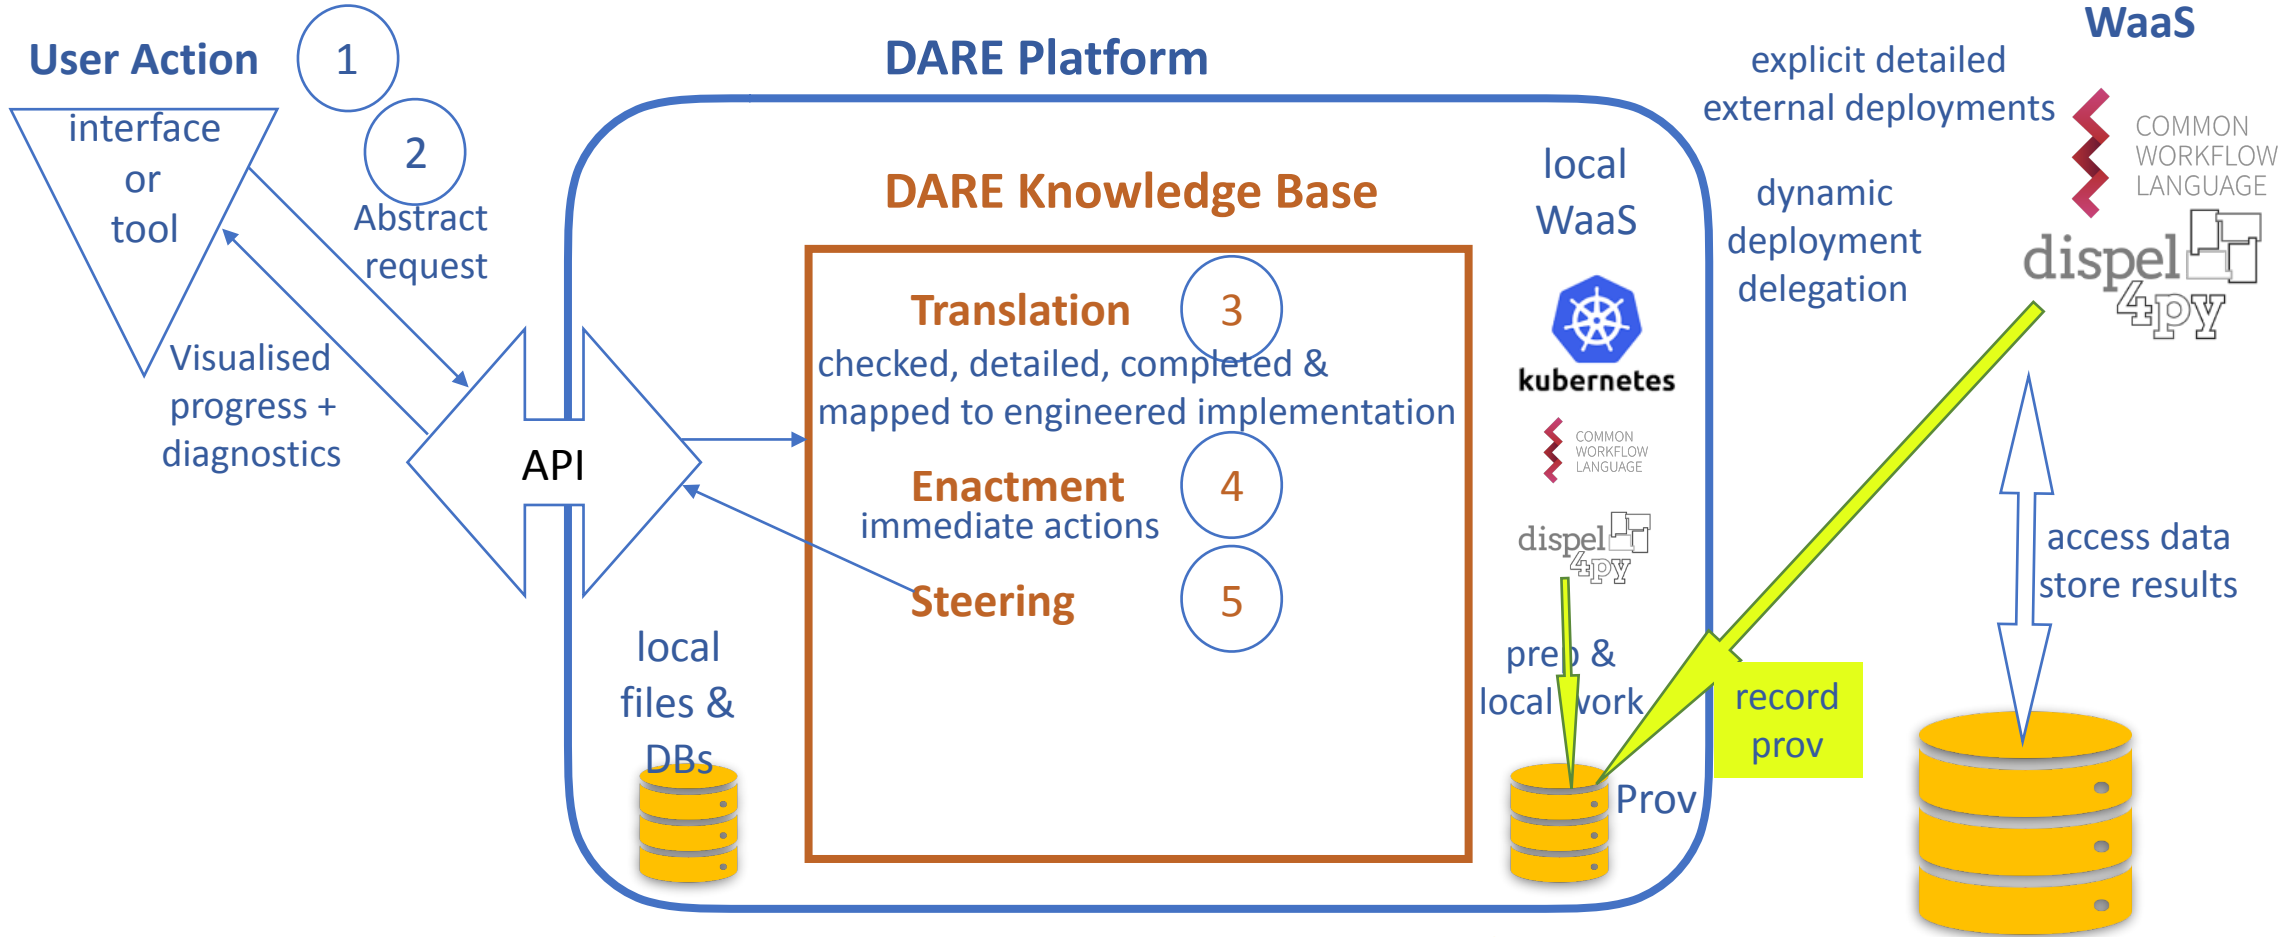 User Action
1
interface
or
tool
2
Abstract
request
Visualised
progress +
diagnostics
API
DARE Platform
DARE Knowledge Base
Translation
3
checked, detailed, completed &
mapped to engineered implementation
Enactment
4
immediate actions
Steering
5
local
files &
DBs
local
WaaS
kubernetes
COMMON
WORKFLOW
LANGUAGE
dispel
4py
prep &
local work
Prov
record
prov
WaaS
explicit detailed
external deployments
dynamic
deployment
delegation
COMMON
WORKFLOW
LANGUAGE
dispel
4py
access data
store results